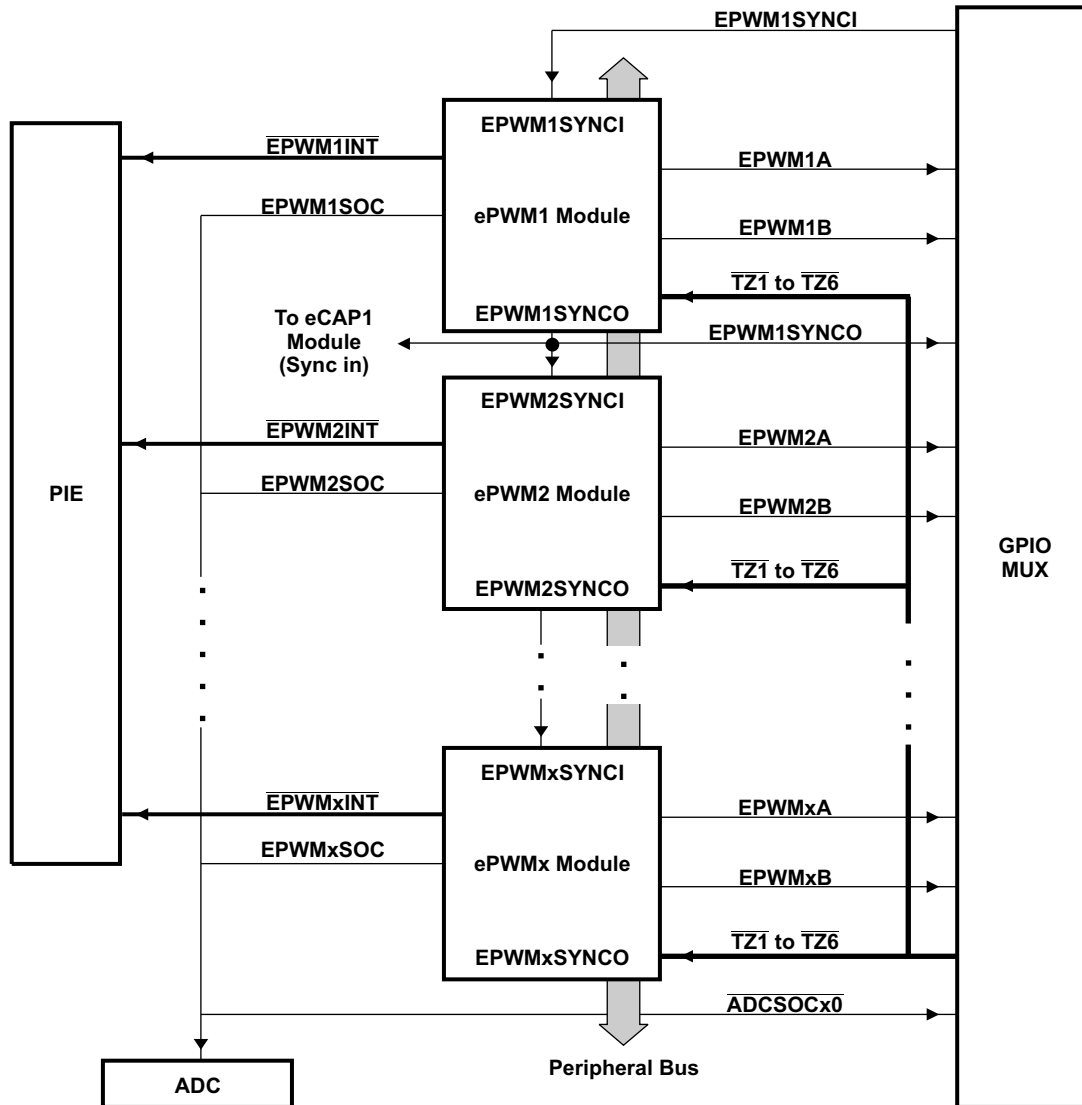 EPWM1SYNCI
EPWM1SYNCI
EPWM1INT
EPWM1A
EPWM1SOC
ePWM1 Module
EPWM1B
TZ1 to TZ6
EPWM1SYNCO
To eCAP1
Module
(Sync in)
EPWM1SYNCO
EPWM2SYNCI
EPWM2INT
EPWM2A
PIE
EPWM2SOC
ePWM2 Module
EPWM2B
GPIO
MUX
TZ1 to TZ6
EPWM2SYNCO
EPWMxSYNCI
EPWMxINT
EPWMxA
EPWMxSOC
ePWMx Module
EPWMxB
TZ1 to TZ6
EPWMxSYNCO
ADCSOCx0
Peripheral Bus
ADC